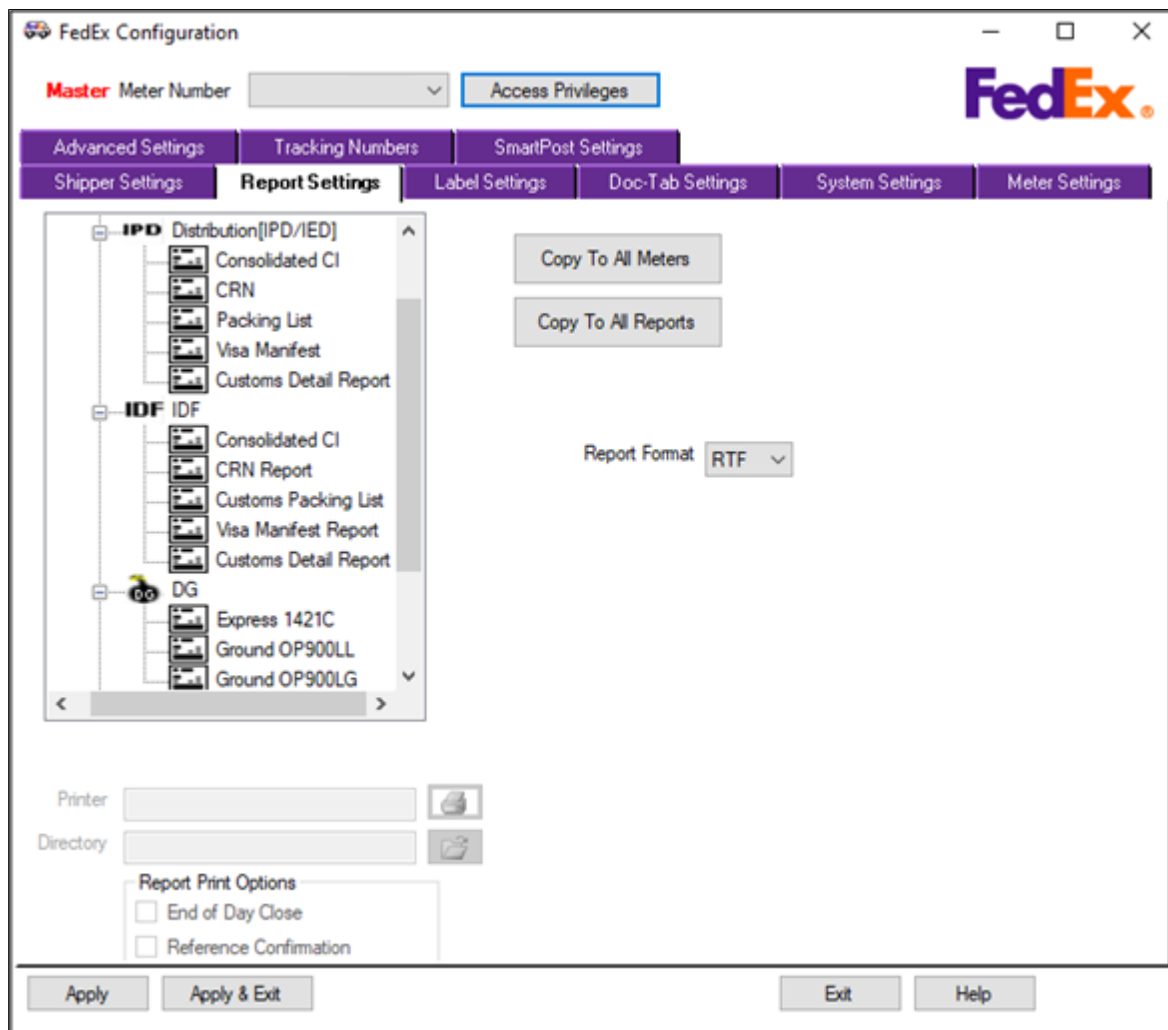 FedEx Configuration
Master Meter Number
Access Privileges
FedEx®
Advanced Settings Tracking Numbers SmartPost Settings
Shipper Settings Report Settings Label Settings Doc-Tab Settings System Settings Meter Settings
IPD Distribution[IPD/IED]
Consolidated CI
CRN
Packing List
Visa Manifest
Customs Detail Report
IDF IDF
Consolidated CI
CRN Report
Customs Packing List
Visa Manifest Report
Customs Detail Report
DG DG
Express 1421C
Ground OP900LL
Ground OP900LG
Copy To All Meters
Copy To All Reports
Report Format RTF
Printer
Directory
Report Print Options
End of Day Close
Reference Confirmation
Apply Apply & Exit Exit Help